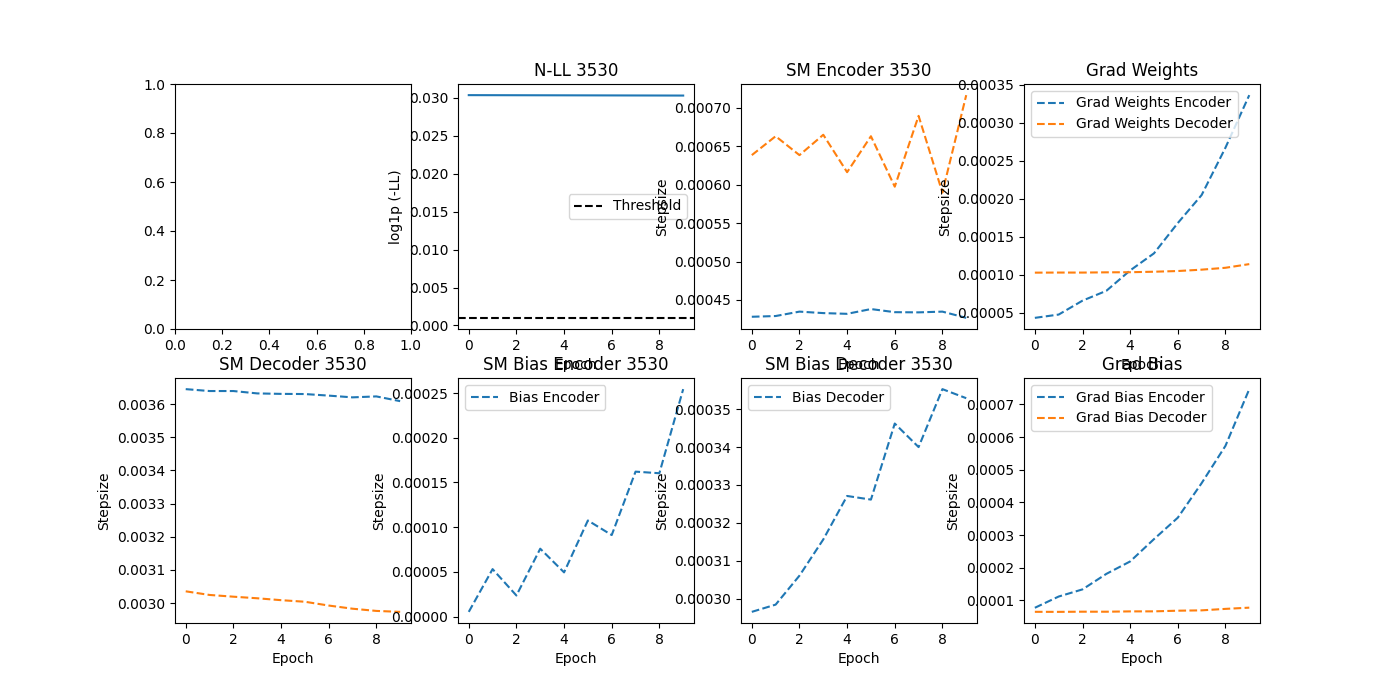 N-LL 3530
SM Encoder 3530
Grad Weights
1.0
0.8
0.6
0.4
0.2
0.0
0.0 0.2 0.4 0.6 0.8 1.0
log1p (-LL)
0.030
0.025
0.020
0.015
0.010
0.005
0.000
Threshold
0 2 4 6 8
Epoch
Stepsize
0.00070
0.00065
0.00060
0.00055
0.00050
0.00045
0 2 4 6 8
Epoch
Stepsize
0.00035
0.00030
0.00025
0.00020
0.00015
0.00010
0.00005
Grad Weights Encoder
Grad Weights Decoder
0 2 4 6 8
Epoch
SM Decoder 3530
SM Bias Encoder 3530
SM Bias Decoder 3530
Grad Bias
Stepsize
0.0036
0.0035
0.0034
0.0033
0.0032
0.0031
0.0030
0 2 4 6 8
Epoch
Stepsize
0.00025
0.00020
0.00015
0.00010
0.00005
0.00000
Bias Encoder
0 2 4 6 8
Epoch
Stepsize
0.00035
0.00034
0.00033
0.00032
0.00031
0.00030
Bias Decoder
0 2 4 6 8
Epoch
Stepsize
0.0007
0.0006
0.0005
0.0004
0.0003
0.0002
0.0001
Grad Bias Encoder
Grad Bias Decoder
0 2 4 6 8
Epoch